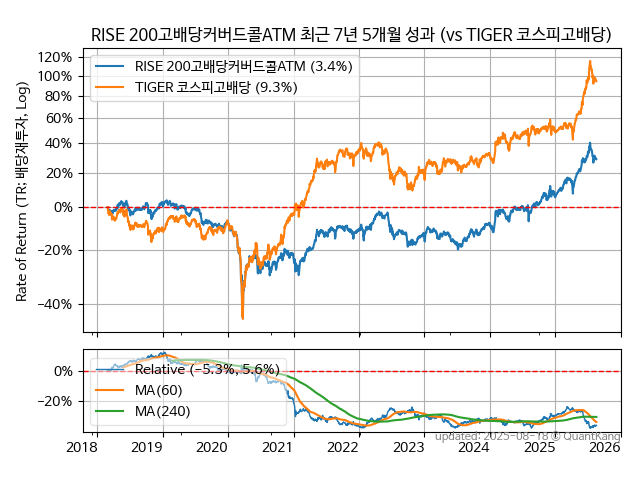 RISE 200고배당커버드콜ATM 최근 7년 5개월 성과 (vs TIGER 코스피고배당)
RISE 200고배당커버드콜ATM (3.4%)
TIGER 코스피고배당 (9.3%)
Rate of Return (TR: 배당재투자, Log)
120%
100%
80%
60%
40%
20%
0%
−20%
−40%
Relative (−5.3%, 5.6%)
MA(60)
MA(240)
0%
−20%
updated: 2025-08-18 © QuantKang
2018 2019 2020 2021 2022 2023 2024 2025 2026